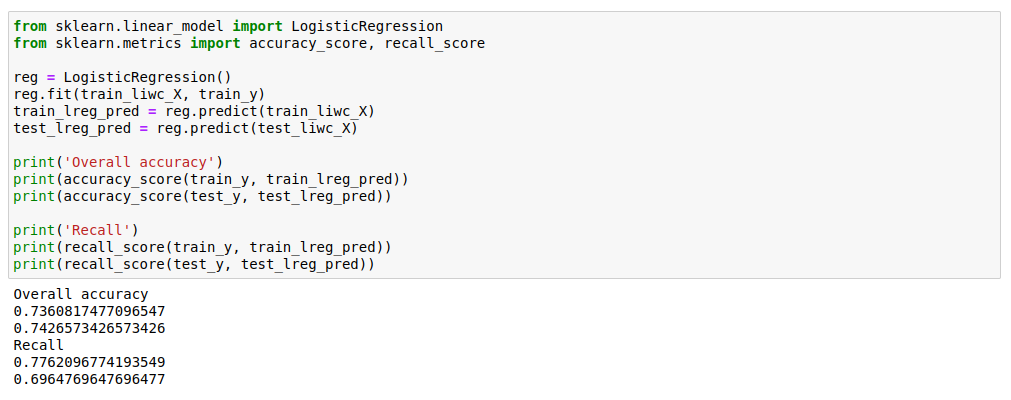 from sklearn.linear_model import LogisticRegression
from sklearn.metrics import accuracy_score, recall_score
reg = LogisticRegression()
reg.fit(train_liwc_X, train_y)
train_lreg_pred = reg.predict(train_liwc_X)
test_lreg_pred = reg.predict(test_liwc_X)
print('Overall accuracy')
print(accuracy_score(train_y, train_lreg_pred))
print(accuracy_score(test_y, test_lreg_pred))
print('Recall')
print(recall_score(train_y, train_lreg_pred))
print(recall_score(test_y, test_lreg_pred))
Overall accuracy
0.7360817477096547
0.7426573426573426
Recall
0.7762096774193549
0.6964769647696477